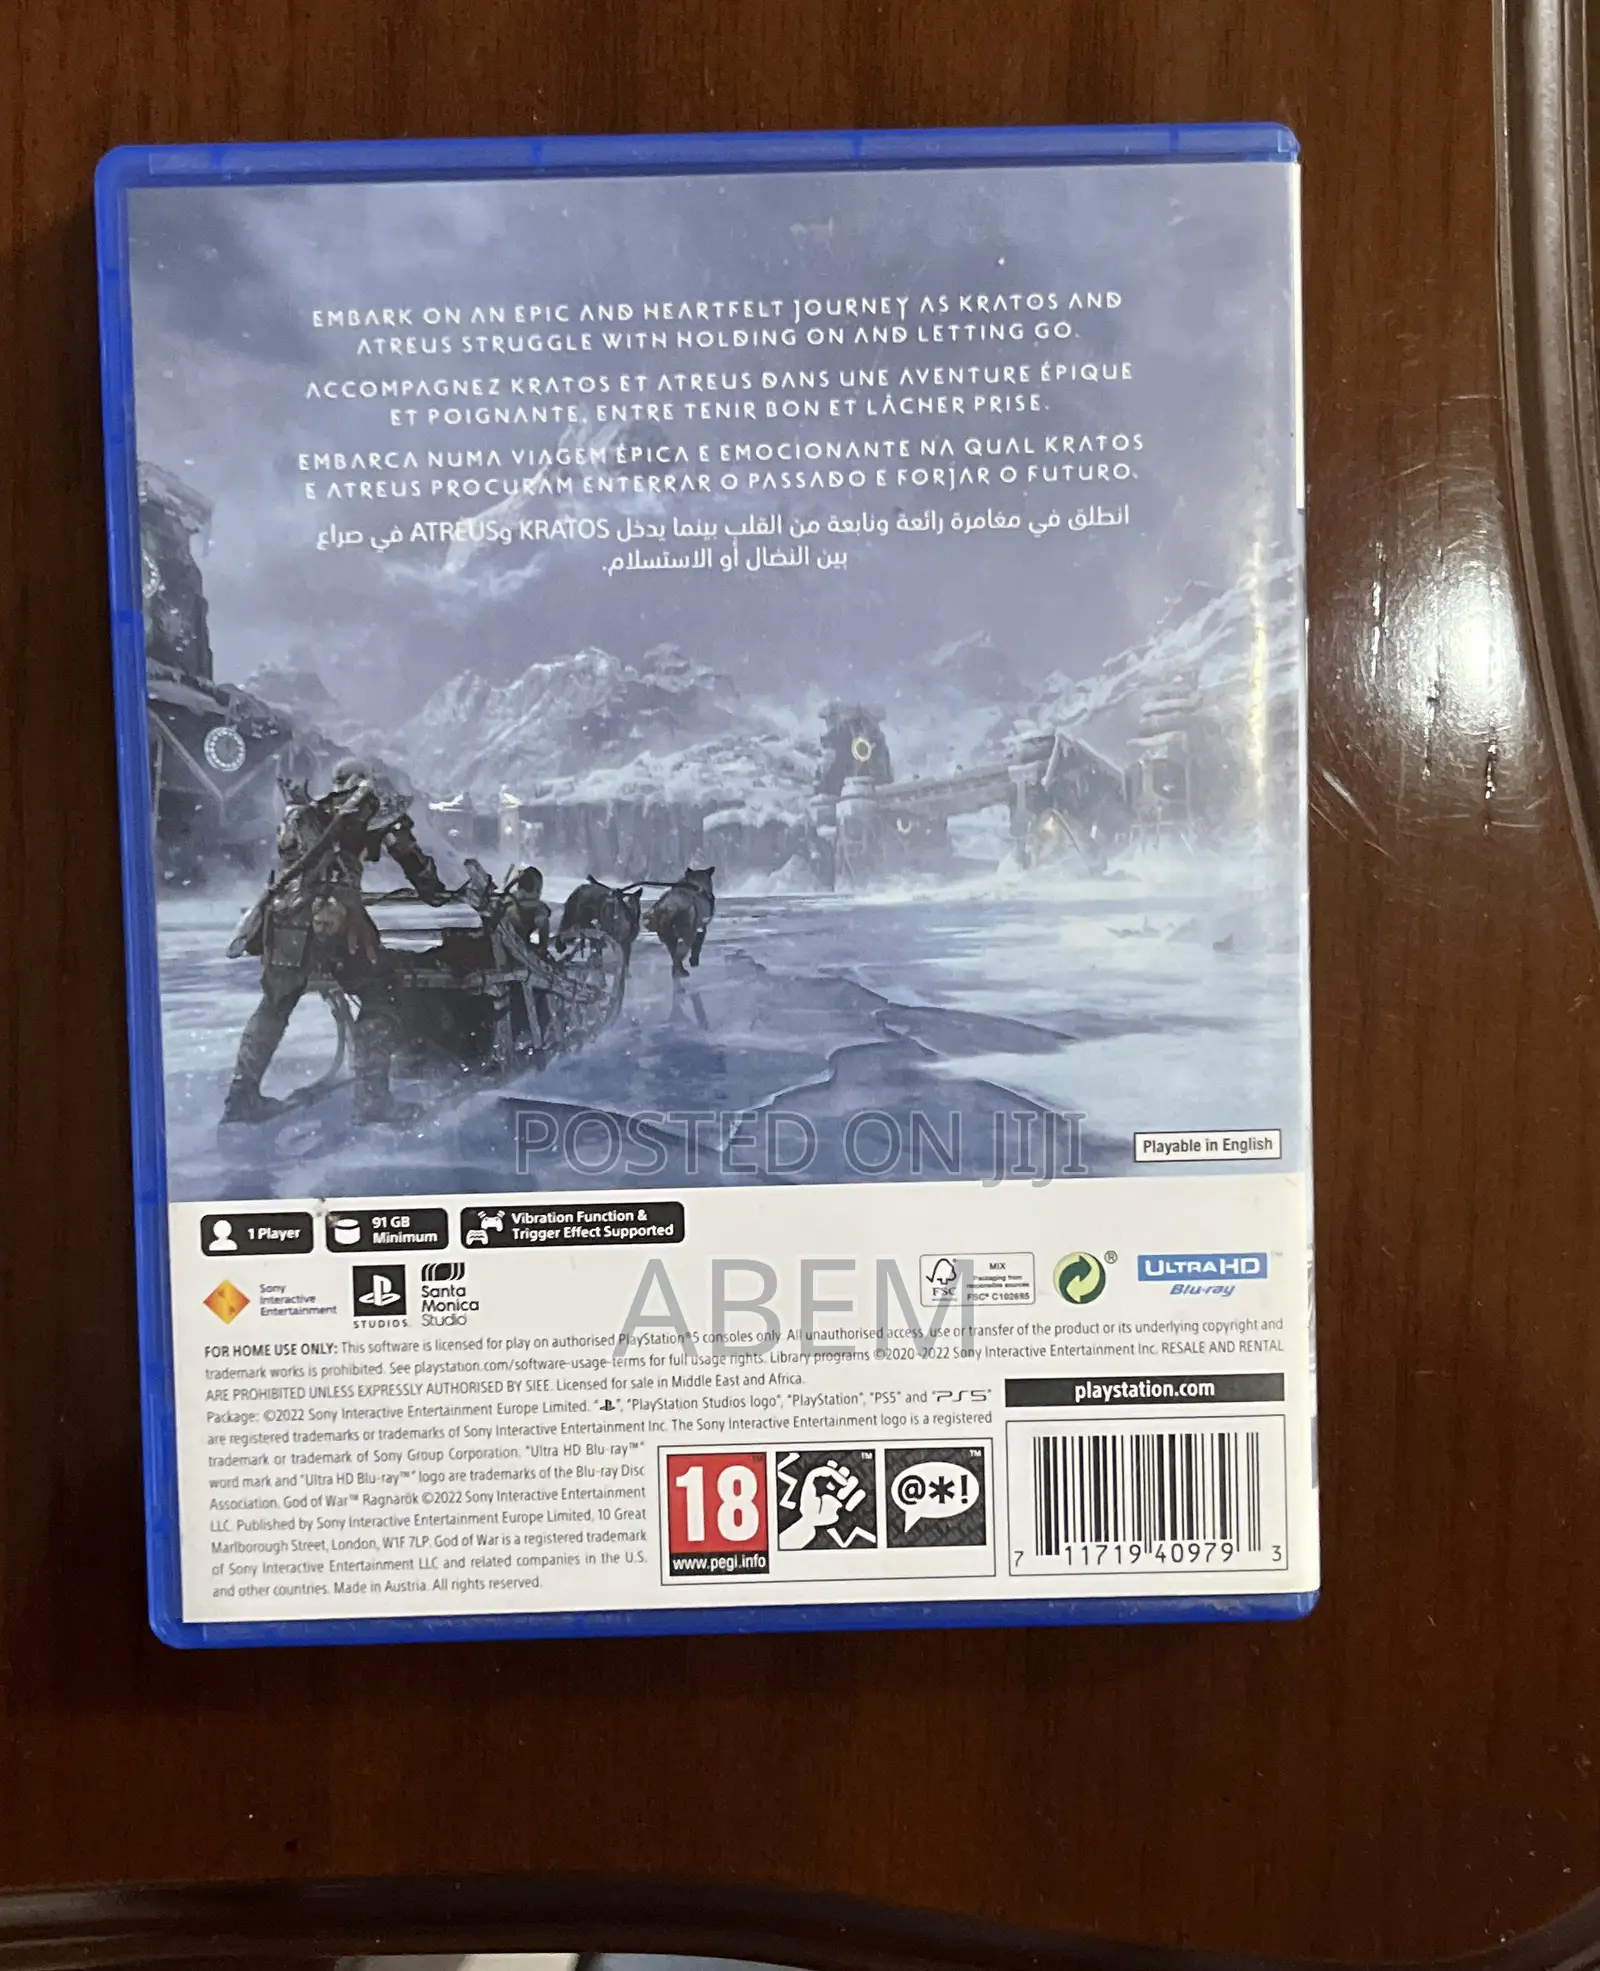 EMBARK ON AN EPIC AND HEARTFELT JOURNEY AS KRATOS AND
ATREUS STRUGGLE WITH HOLDING ON AND LETTING GO.
ACCOMPAGNEZ KRATOS ET ATREUS DANS UNE AVENTURE ÉPIQUE
ET POIGNANTE, ENTRE TENIR BON ET LÂCHER PRISE.
EMBARCA NUMA VIAGEM ÉPICA E EMOCIONANTE NA QUAL KRATOS
E ATREUS PROCURAM ENTERRAR O PASSADO E FORJAR O FUTURO.
انطلق في مغامرة رائعة ونابعة من القلب بينما يدخل KRATOS وATREUS في صراع
بين النضال أو الاستسلام.
POSTED ON JIJI
Playable in English
1 Player
91 GB
Minimum
Vibration Function &
Trigger Effect Supported
ABEM
Sony
Interactive
Entertainment
STUDIOS
Santa
Monica
Studio
FSC
MIX
Packaging from
responsible sources
FSC® C102685
®
ULTRA HD
Blu-ray
™
FOR HOME USE ONLY: This software is licensed for play on authorised PlayStation®5 consoles only. All unauthorised access, use or transfer of the product or its underlying copyright and
trademark works is prohibited. See playstation.com/software-usage-terms for full usage rights. Library programs ©2020-2022 Sony Interactive Entertainment Inc. RESALE AND RENTAL
ARE PROHIBITED UNLESS EXPRESSLY AUTHORISED BY SIEE. Licensed for sale in Middle East and Africa.
Package: ©2022 Sony Interactive Entertainment Europe Limited. " ", "PlayStation Studios logo", "PlayStation", "PS5" and "PS5"
are registered trademarks or trademarks of Sony Interactive Entertainment Inc. The Sony Interactive Entertainment logo is a registered
trademark or trademark of Sony Group Corporation. "Ultra HD Blu-ray™"
word mark and "Ultra HD Blu-ray™" logo are trademarks of the Blu-ray Disc
Association. God of War™ Ragnarök ©2022 Sony Interactive Entertainment
LLC. Published by Sony Interactive Entertainment Europe Limited, 10 Great
Marlborough Street, London, W1F 7LP. God of War is a registered trademark
of Sony Interactive Entertainment LLC and related companies in the U.S.
and other countries. Made in Austria. All rights reserved.
playstation.com
18
www.pegi.info
™
™
@*!
7 11719 40979 3